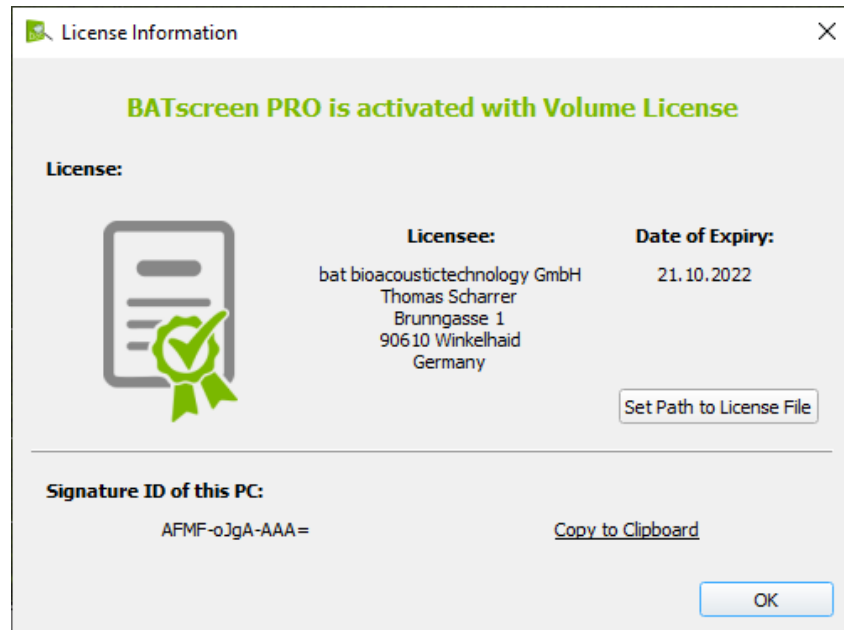 License Information
BATscreen PRO is activated with Volume License
License:
Licensee:
Date of Expiry:
bat bioacoustictechnology GmbH
21.10.2022
Thomas Scharrer
Brunngasse 1
90610 Winkelhaid
Germany
Set Path to License File
Signature ID of this PC:
AFMF-oJgA-AAA=
Copy to Clipboard
OK